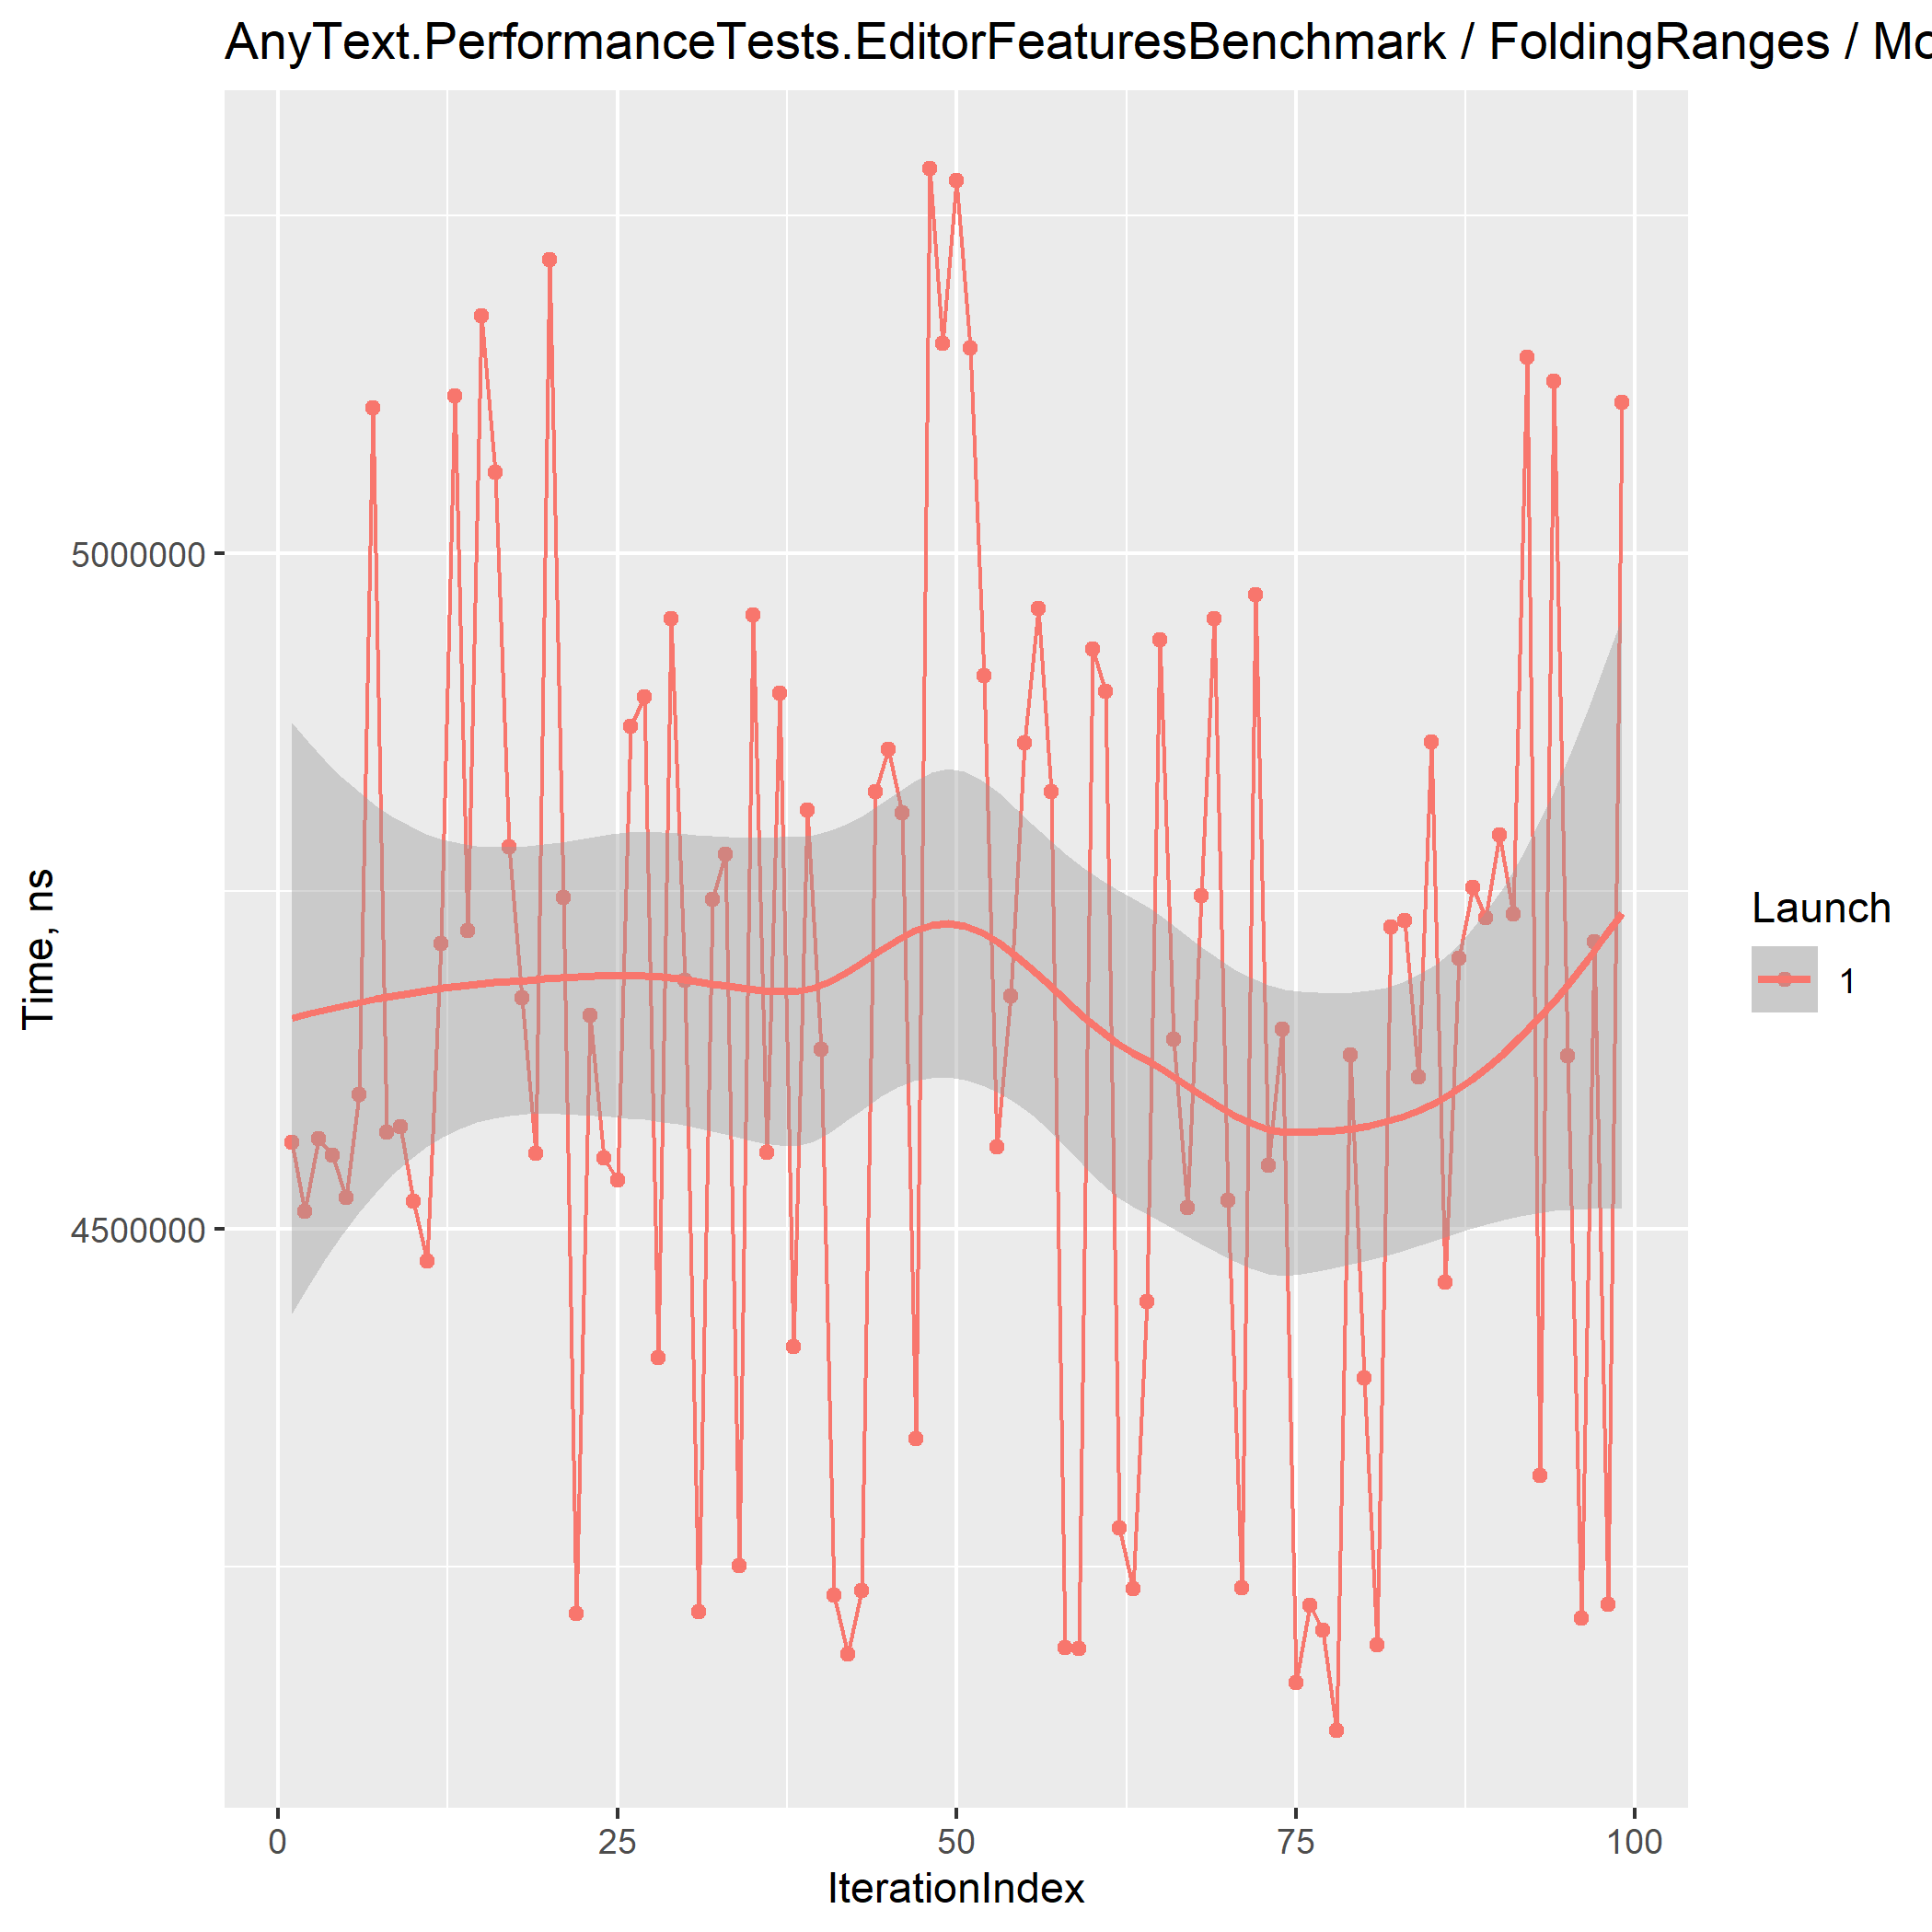 AnyText.PerformanceTests.EditorFeaturesBenchmark / FoldingRanges / Mo
5000000
4500000
Time, ns
0 25 50 75 100
IterationIndex
Launch
1